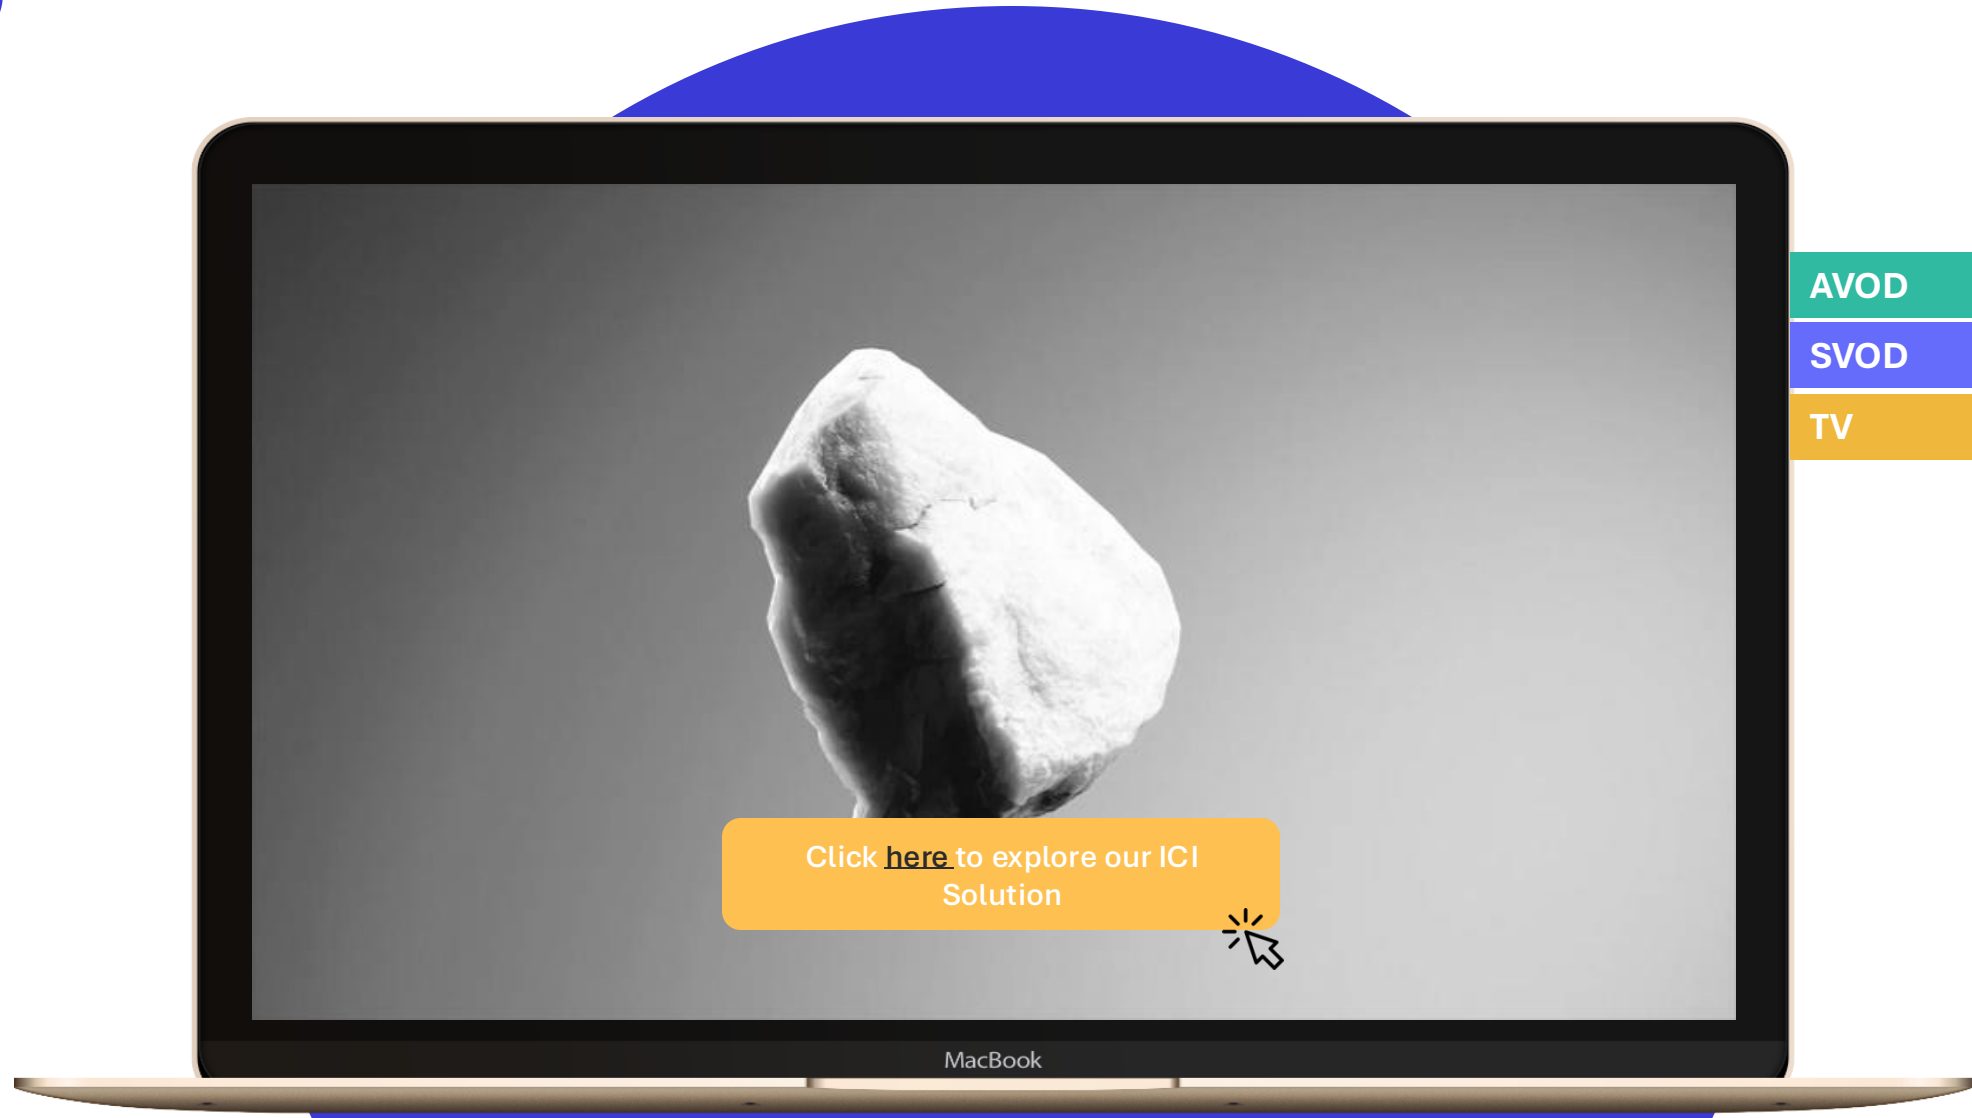 AVOD
SVOD
TV
Click here to explore our ICI
Solution
MacBook